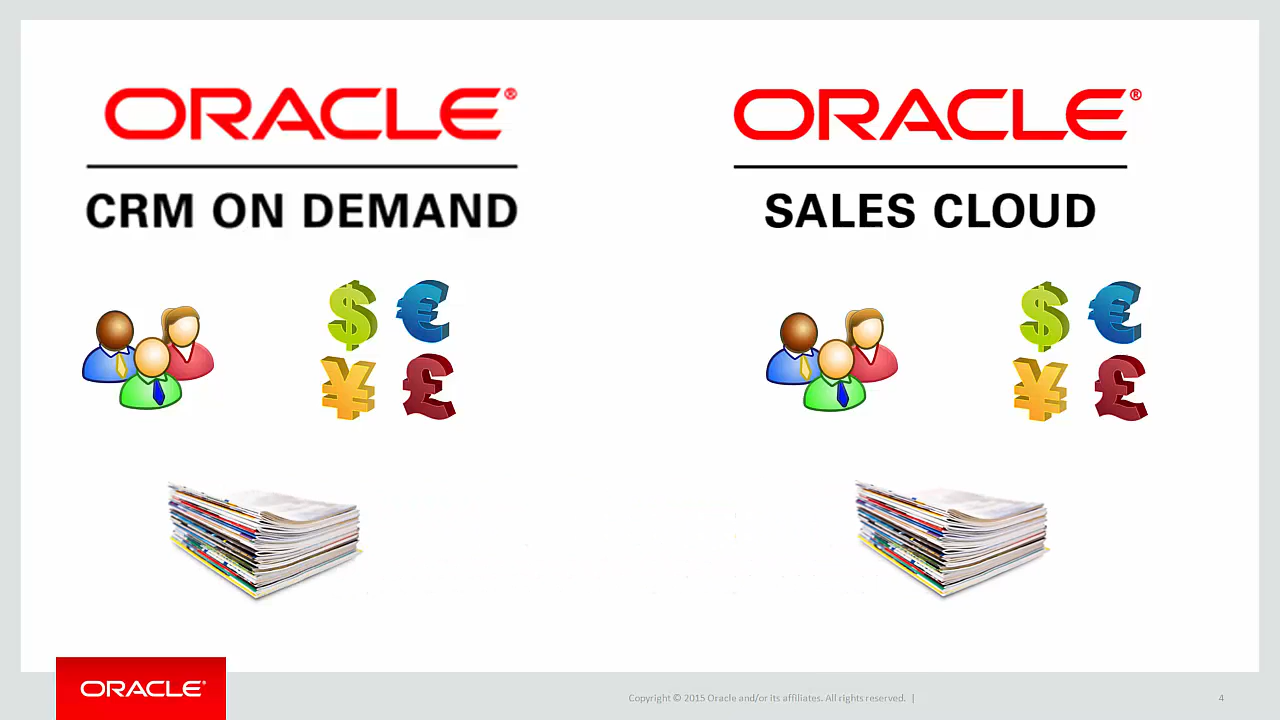 ORACLE®
CRM ON DEMAND
ORACLE®
SALES CLOUD
$ €
¥ £
$ €
¥ £
ORACLE®
Copyright © 2015 Oracle and/or its affiliates. All rights reserved. |
4